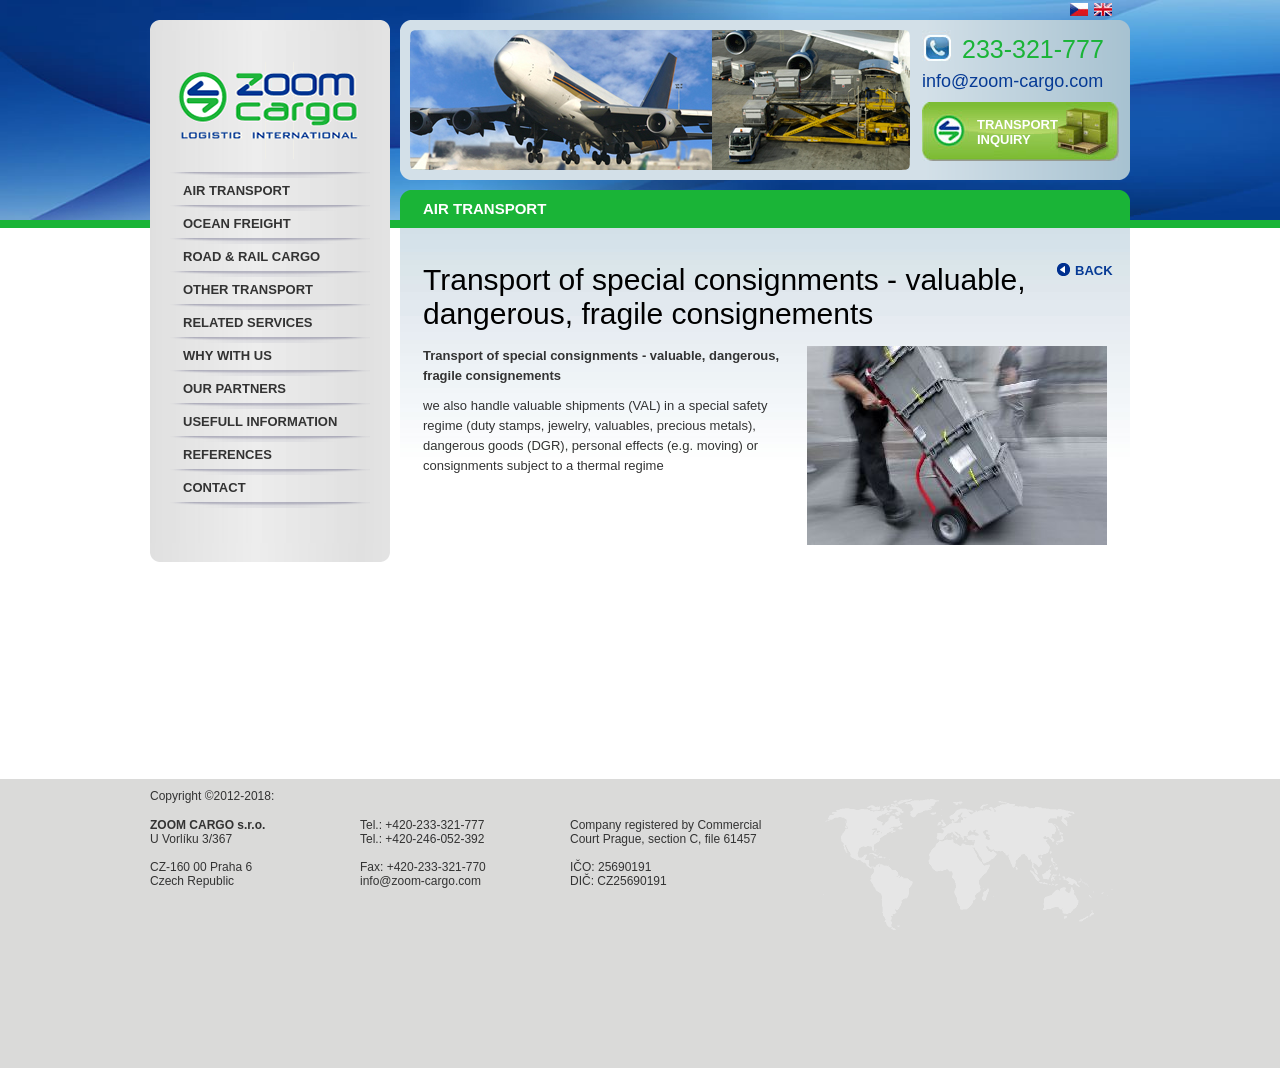 zoom
cargo
LOGISTIC INTERNATIONAL
AIR TRANSPORT
OCEAN FREIGHT
ROAD & RAIL CARGO
OTHER TRANSPORT
RELATED SERVICES
WHY WITH US
OUR PARTNERS
USEFULL INFORMATION
REFERENCES
CONTACT
233-321-777
info@zoom-cargo.com
TRANSPORT
INQUIRY
AIR TRANSPORT
BACK
Transport of special consignments - valuable,
dangerous, fragile consignements
Transport of special consignments - valuable, dangerous,
fragile consignements
we also handle valuable shipments (VAL) in a special safety
regime (duty stamps, jewelry, valuables, precious metals),
dangerous goods (DGR), personal effects (e.g. moving) or
consignments subject to a thermal regime
Copyright ©2012-2018:
ZOOM CARGO s.r.o.
U Vorlíku 3/367
CZ-160 00 Praha 6
Czech Republic
Tel.: +420-233-321-777
Tel.: +420-246-052-392
Fax: +420-233-321-770
info@zoom-cargo.com
Company registered by Commercial
Court Prague, section C, file 61457
IČO: 25690191
DIČ: CZ25690191